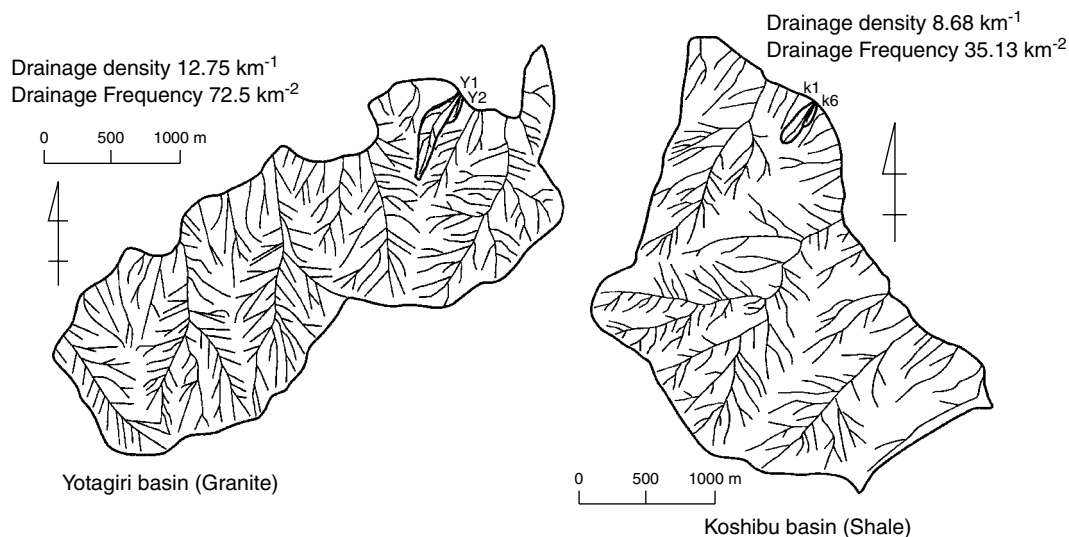 Drainage density 12.75 km⁻¹
Drainage Frequency 72.5 km⁻²
0 500 1000 m
Y1
Y2
Yotagiri basin (Granite)
Drainage density 8.68 km⁻¹
Drainage Frequency 35.13 km⁻²
k1
k6
0 500 1000 m
Koshibu basin (Shale)